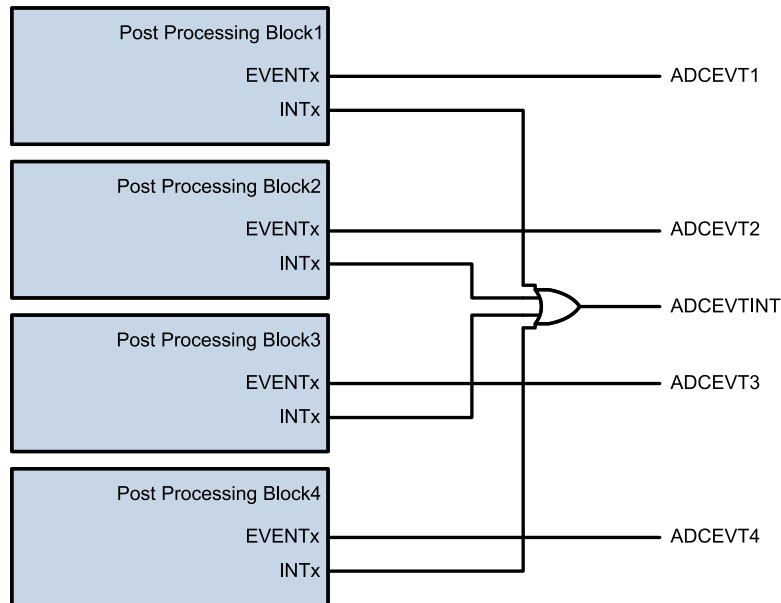 Post Processing Block1
EVENTx
ADCEVT1
INTx
Post Processing Block2
EVENTx
ADCEVT2
INTx
ADCEVTINT
Post Processing Block3
EVENTx
ADCEVT3
INTx
Post Processing Block4
EVENTx
ADCEVT4
INTx